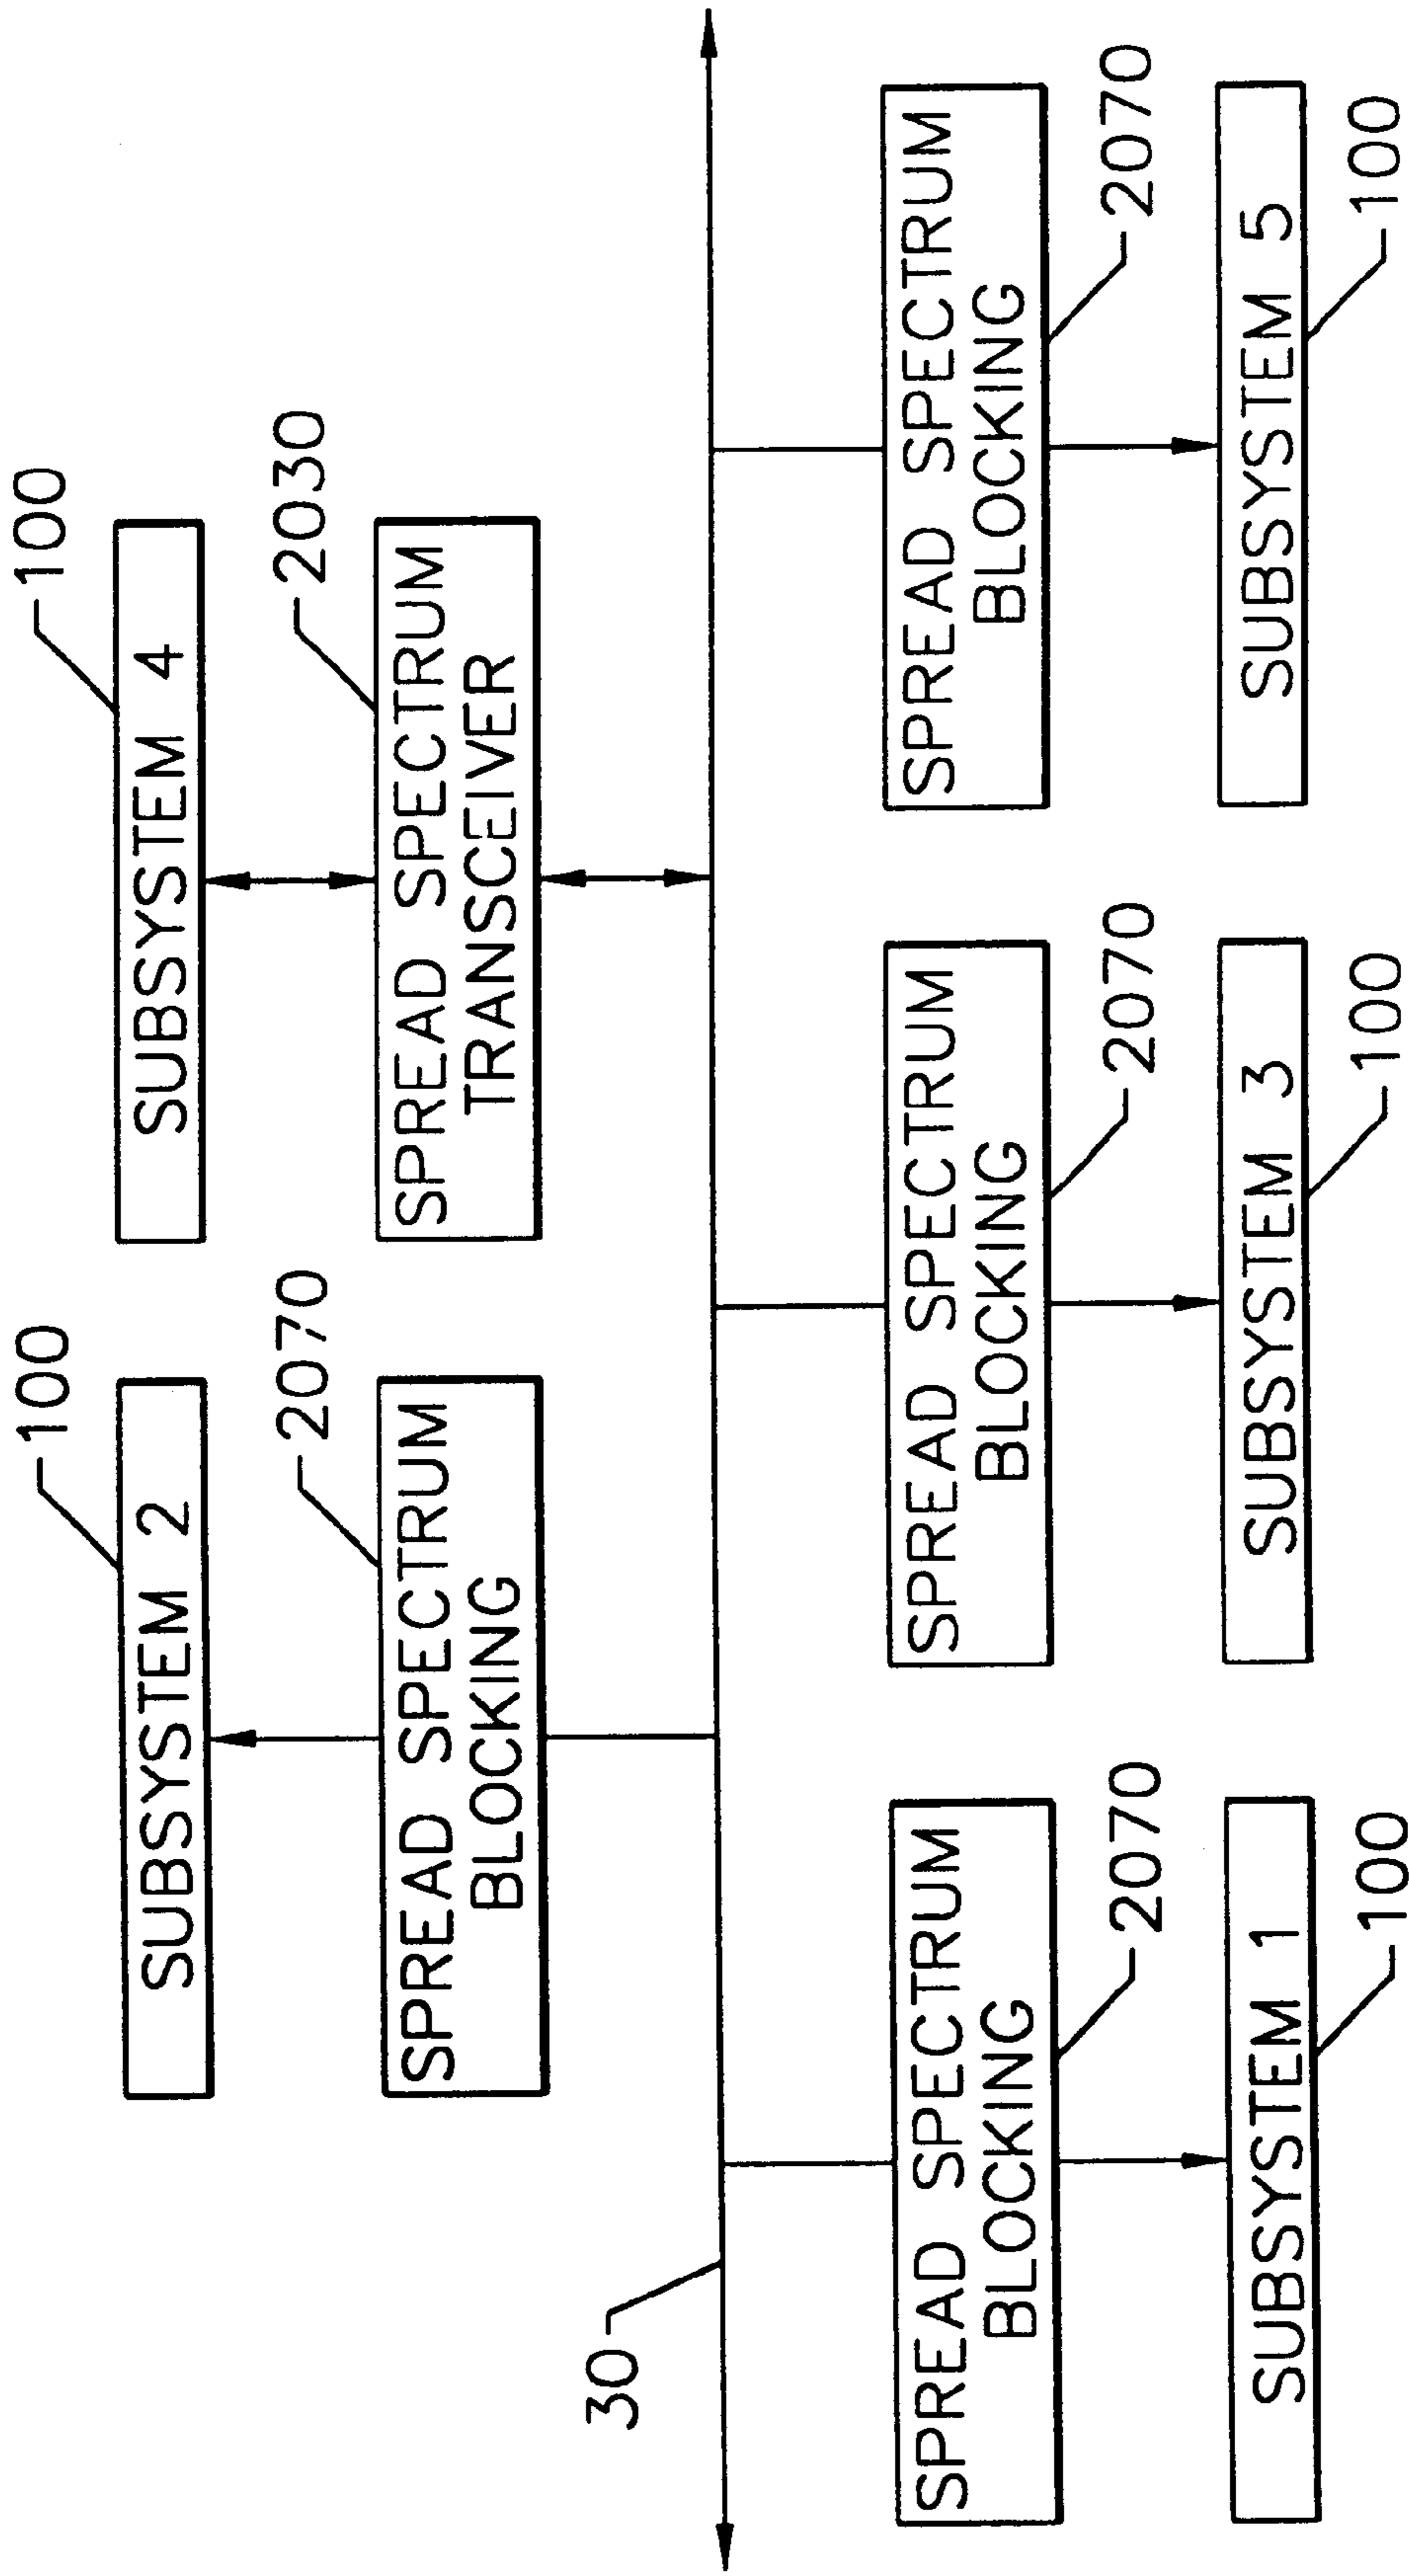 100
SUBSYSTEM 2
2070
SPREAD SPECTRUM
BLOCKING
100
SUBSYSTEM 4
2030
SPREAD SPECTRUM
TRANSCEIVER
30
SPREAD SPECTRUM
BLOCKING
2070
SUBSYSTEM 1
100
SPREAD SPECTRUM
BLOCKING
2070
SUBSYSTEM 3
100
SPREAD SPECTRUM
BLOCKING
2070
SUBSYSTEM 5
100